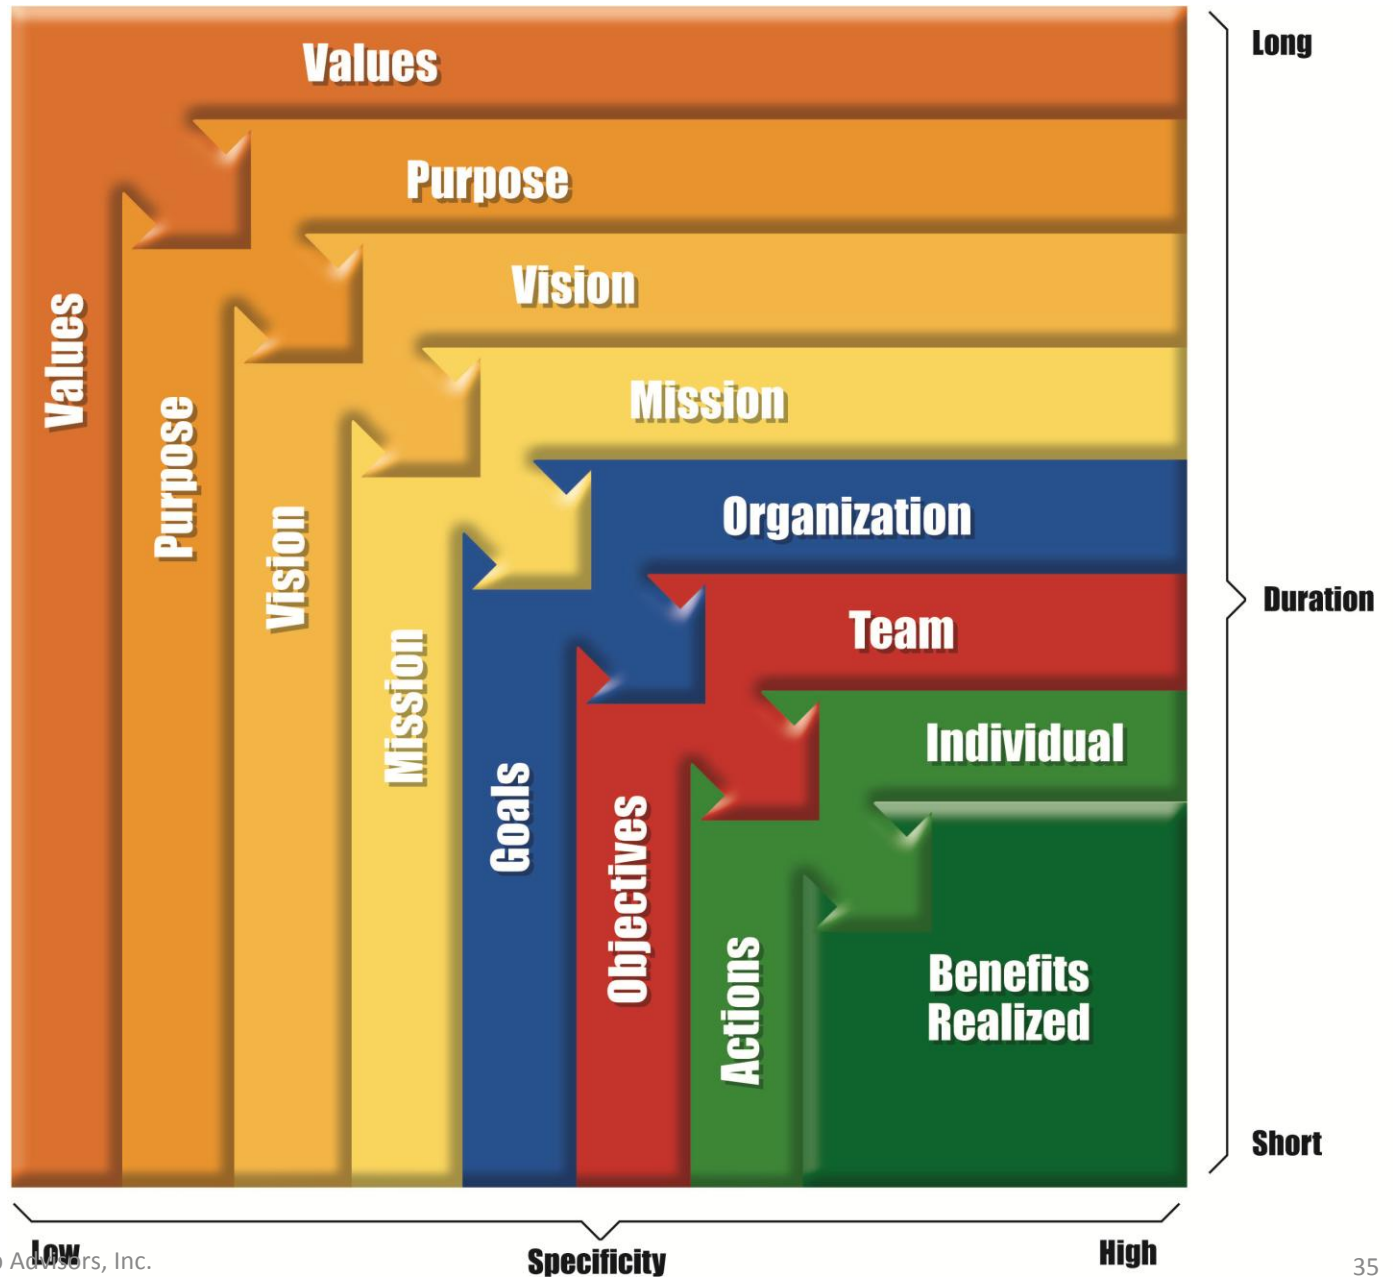 Values
Long
Purpose
Vision
Mission
Organization
Team
Individual
Duration
Values
Purpose
Vision
Mission
Goals
Objectives
Actions
Benefits
Realized
Short
Low
Specificity
High
Advisors, Inc.
35